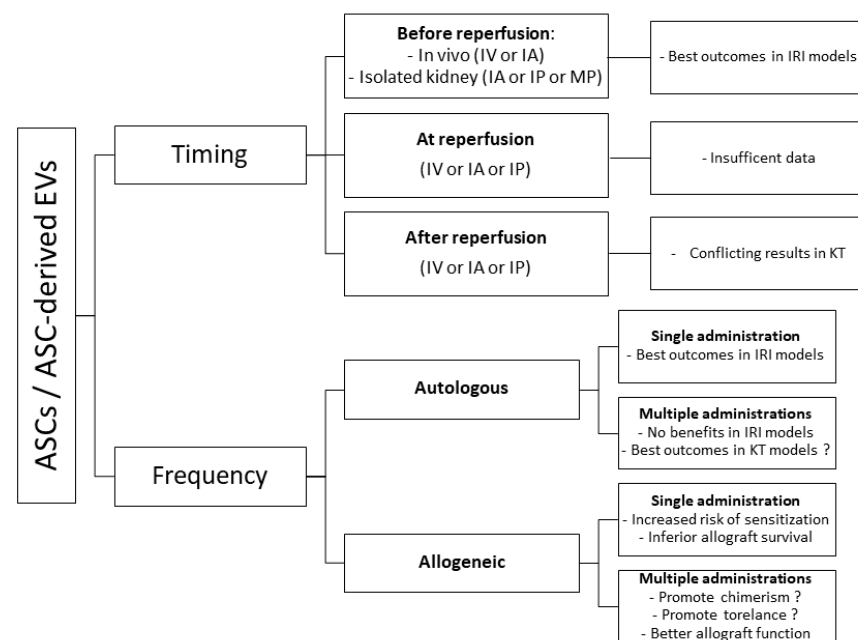 ASCs / ASC-derived EVs
Timing
Before reperfusion:
- In vivo (IV or IA)
- Isolated kidney (IA or IP or MP)
- Best outcomes in IRI models
At reperfusion
(IV or IA or IP)
- Insufficent data
After reperfusion
(IV or IA or IP)
- Conflicting results in KT
Frequency
Autologous
Single administration
- Best outcomes in IRI models
Multiple administrations
- No benefits in IRI models
- Best outcomes in KT models ?
Allogeneic
Single administration
- Increased risk of sensitization
- Inferior allograft survival
Multiple administrations
- Promote chimerism ?
- Promote torelance ?
- Better allograft function